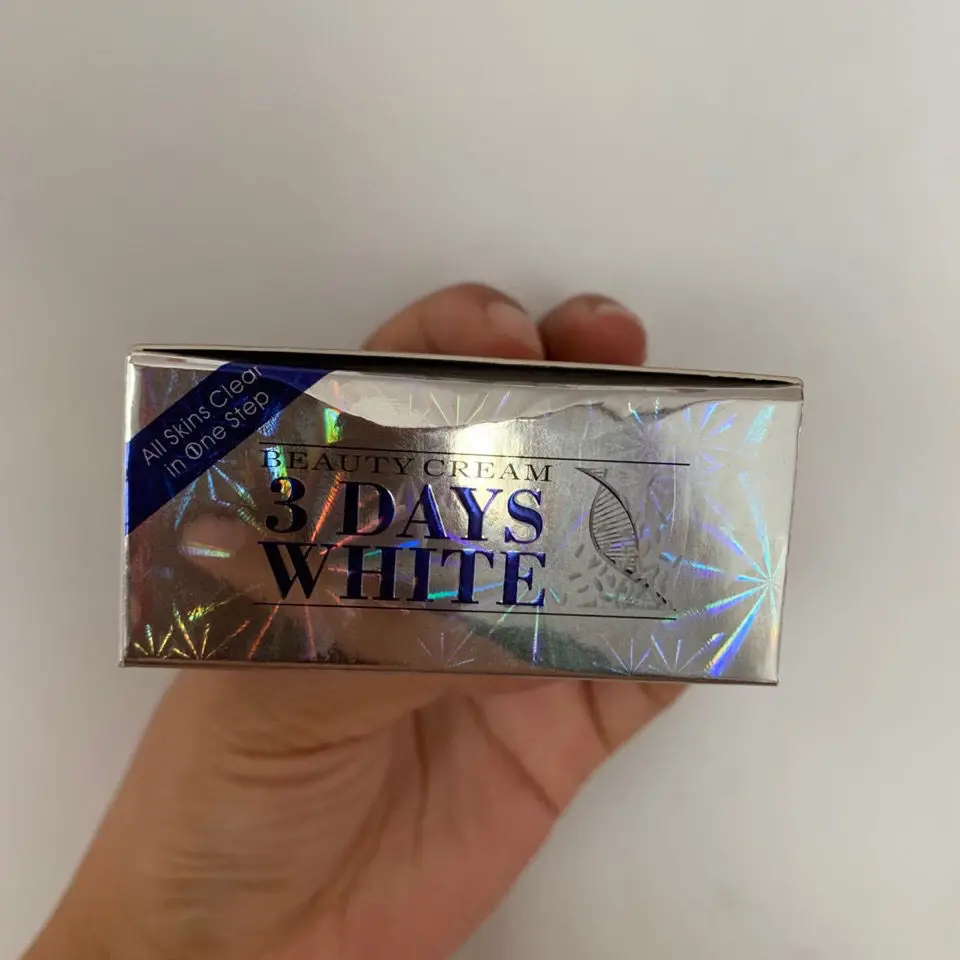 All Skins Clear
in One Step
BEAUTY CREAM
3 DAYS
WHITE